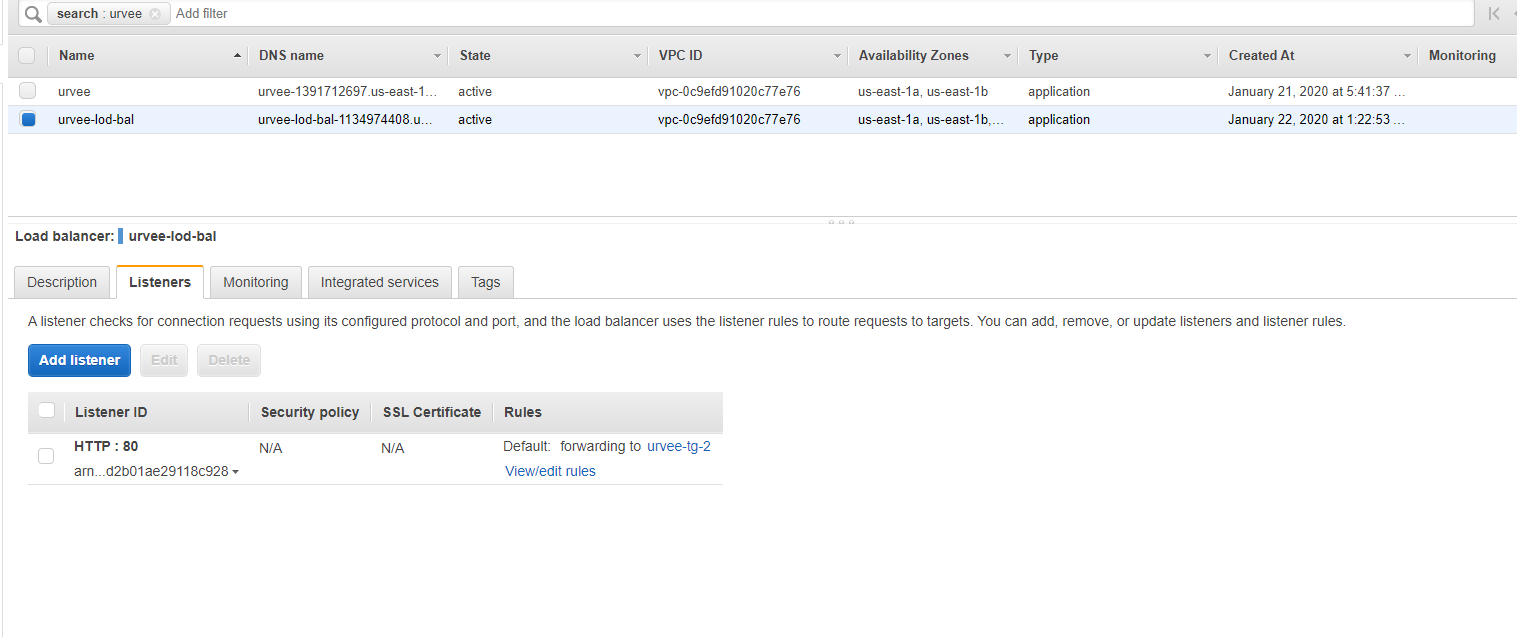 search : urvee Add filter
Name DNS name State VPC ID Availability Zones Type Created At Monitoring
urvee urvee-1391712697.us-east-1... active vpc-0c9efd91020c77e76 us-east-1a, us-east-1b application January 21, 2020 at 5:41:37 ...
urvee-lod-bal urvee-lod-bal-1134974408.u... active vpc-0c9efd91020c77e76 us-east-1a, us-east-1b,... application January 22, 2020 at 1:22:53 ...
Load balancer: urvee-lod-bal
Description Listeners Monitoring Integrated services Tags
A listener checks for connection requests using its configured protocol and port, and the load balancer uses the listener rules to route requests to targets. You can add, remove, or update listeners and listener rules.
Add listener Edit Delete
Listener ID Security policy SSL Certificate Rules
HTTP : 80 N/A N/A Default: forwarding to urvee-tg-2
arn...d2b01ae29118c928 View/edit rules